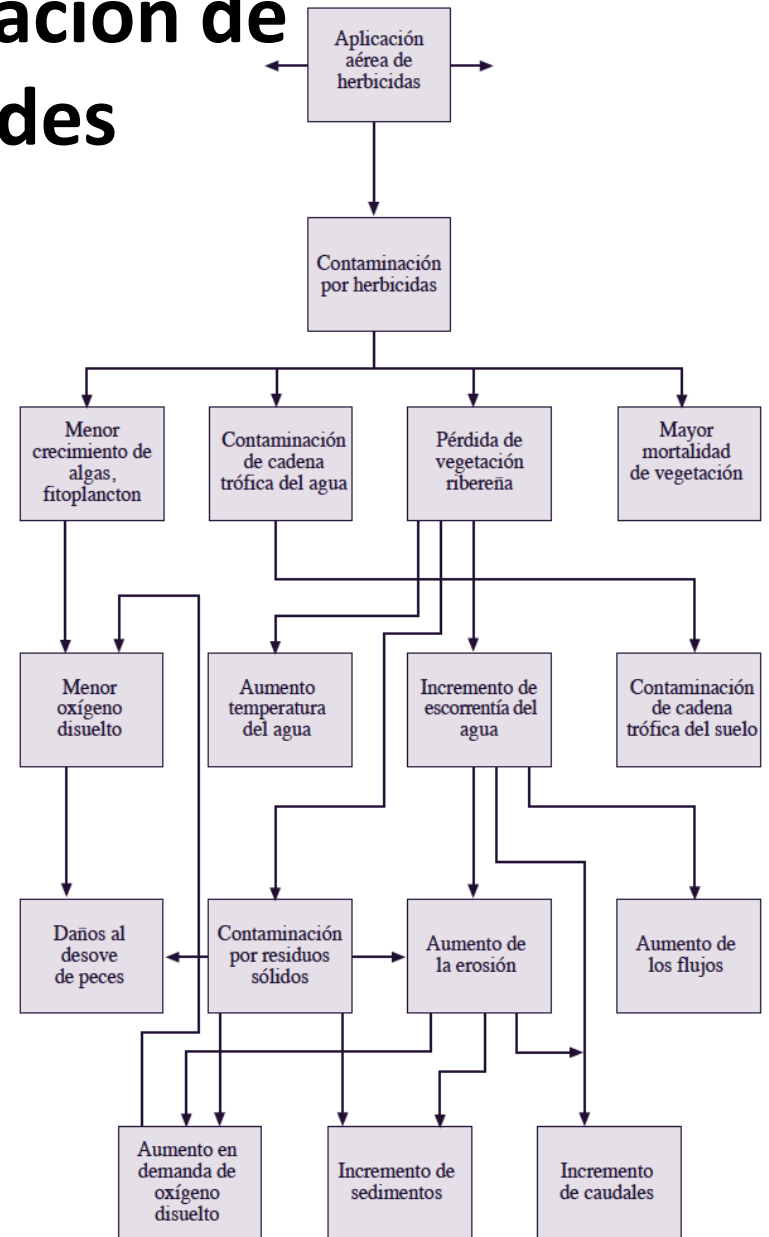 ación de
des
Aplicación
aérea de
herbicidas
Contaminación
por herbicidas
Menor
crecimiento de
algas,
fitoplancton
Contaminación
de cadena
trófica del agua
Pérdida de
vegetación
ribereña
Mayor
mortalidad
de vegetación
Menor
oxígeno
disuelto
Aumento
temperatura
del agua
Incremento de
escorrentía del
agua
Contaminación
de cadena
trófica del suelo
Daños al
desove
de peces
Contaminación
por residuos
sólidos
Aumento de
la erosión
Aumento de
los flujos
Aumento en
demanda de
oxígeno
disuelto
Incremento de
sedimentos
Incremento
de caudales